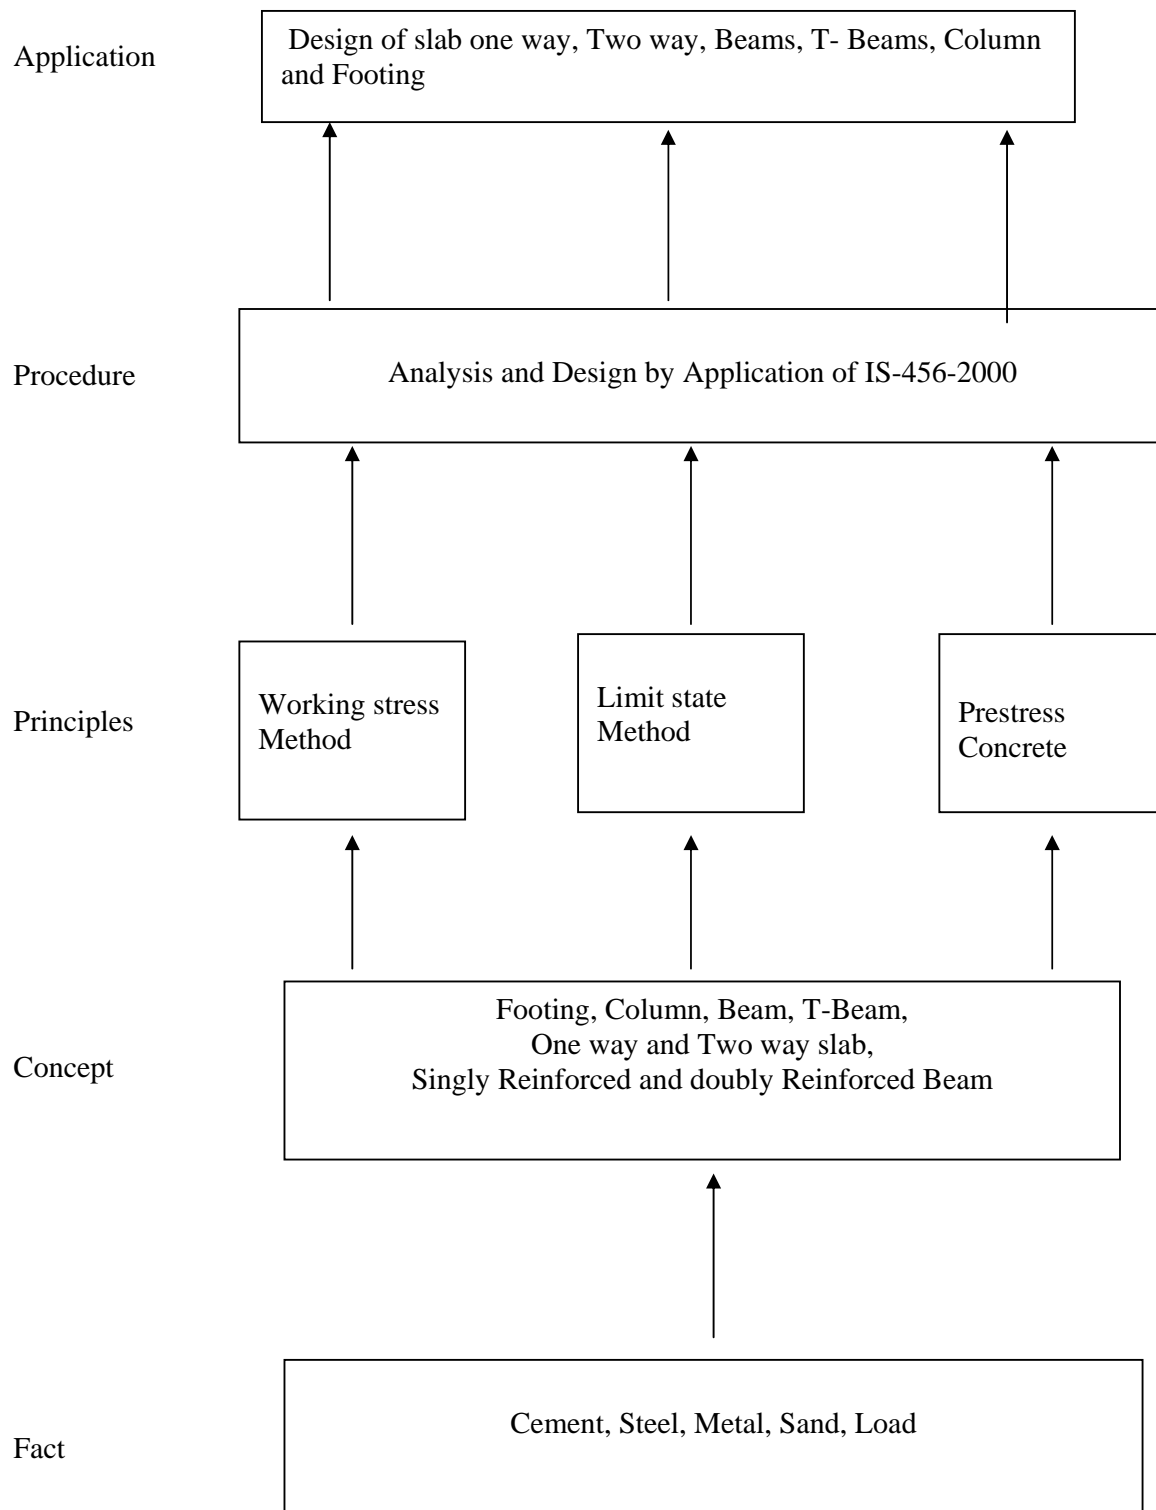 Application
Design of slab one way, Two way, Beams, T- Beams, Column
and Footing
Procedure
Analysis and Design by Application of IS-456-2000
Principles
Working stress
Method
Limit state
Method
Prestress
Concrete
Concept
Footing, Column, Beam, T-Beam,
One way and Two way slab,
Singly Reinforced and doubly Reinforced Beam
Fact
Cement, Steel, Metal, Sand, Load